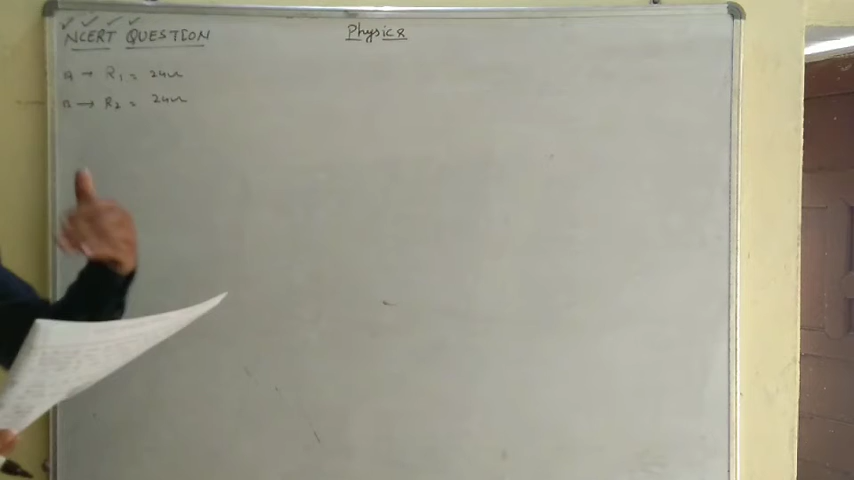 NCERT QUESTION
Physics
A → R₁ = 24Ω
B → R₂ = 24Ω